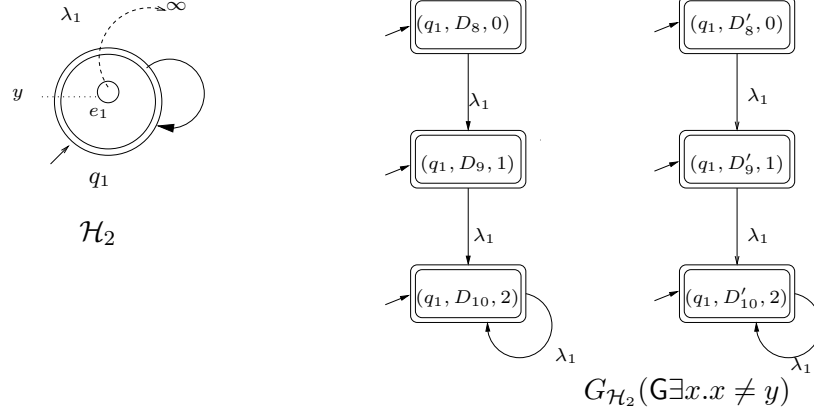 λ₁ ∞
y
e₁
q₁
ℋ₂
(q₁, D₈, 0)
λ₁
(q₁, D₉, 1)
λ₁
(q₁, D₁₀, 2)
λ₁
(q₁, D′₈, 0)
λ₁
(q₁, D′₉, 1)
λ₁
(q₁, D′₁₀, 2)
λ₁
G_ℋ₂(G∃x.x ≠ y)